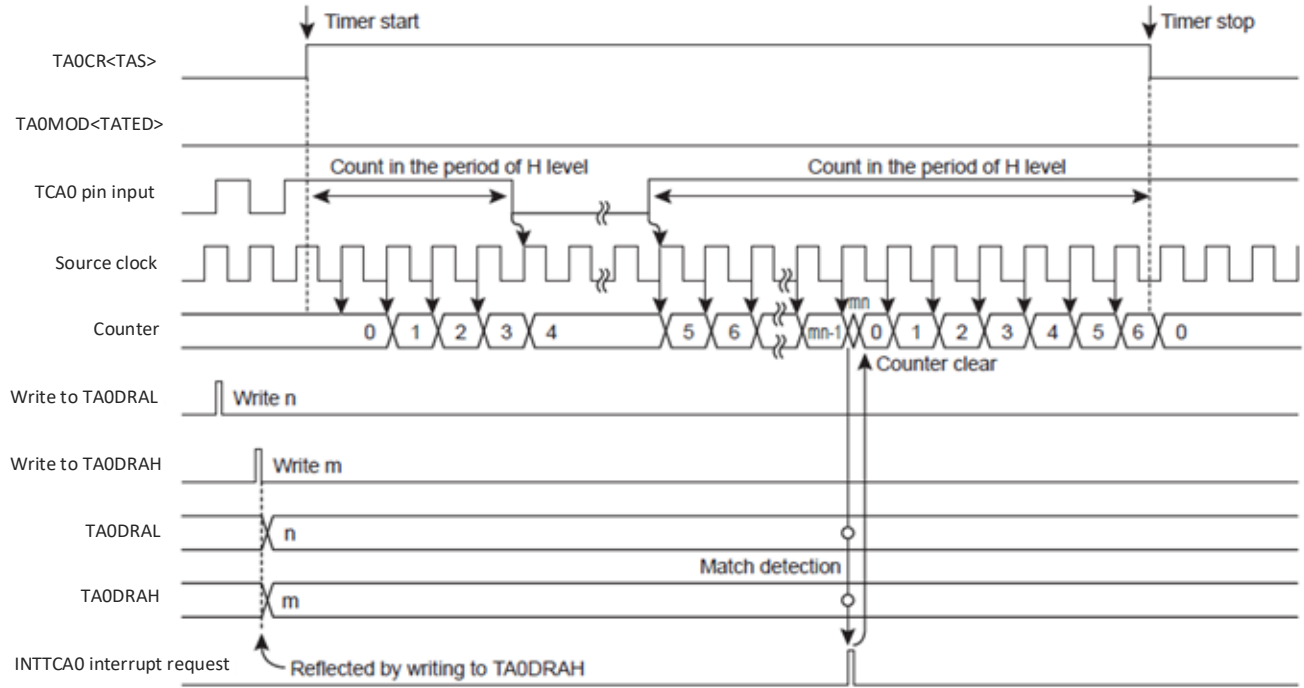 Timer start
Timer stop
TA0CR<TAS>
TA0MOD<TATED>
Count in the period of H level
Count in the period of H level
TCA0 pin input
Source clock
mn
Counter
0 1 2 3 4 5 6 mn-1 0 1 2 3 4 5 6 0
Counter clear
Write to TA0DRAL
Write n
Write to TA0DRAH
Write m
TA0DRAL
n
Match detection
TA0DRAH
m
INTTCA0 interrupt request
Reflected by writing to TA0DRAH